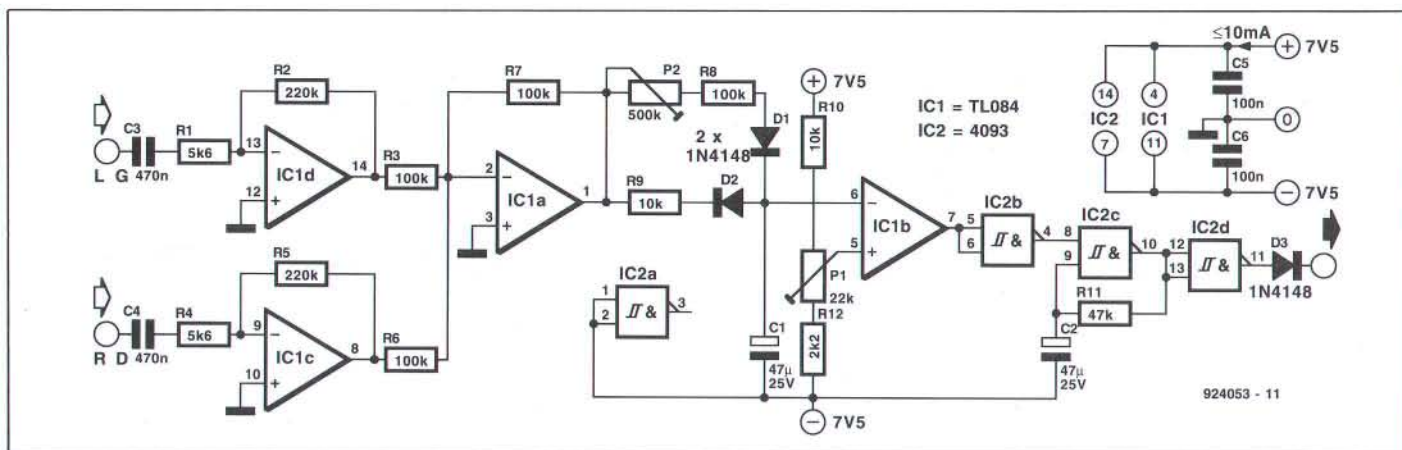 R2
220k
L G
C3
470n
R1
5k6
13
12
IC1d
14
R3
100k
R5
220k
R D
C4
470n
R4
5k6
9
10
IC1c
8
R6
100k
R7
100k
2
3
IC1a
1
P2
500k
R8
100k
D1
2 x
1N4148
R9
10k
D2
IC2a
1
2
&
3
C1
47µ
25V
+
7V5
R10
10k
P1
22k
R12
2k2
−
7V5
6
5
IC1b
7
IC1 = TL084
IC2 = 4093
IC2b
5
6
&
4
IC2c
8
9
&
10
R11
47k
C2
47µ
25V
IC2d
12
13
&
11
D3
1N4148
≤10mA
+ 7V5
14
4
IC2
IC1
7
11
C5
100n
0
C6
100n
− 7V5
924053 - 11